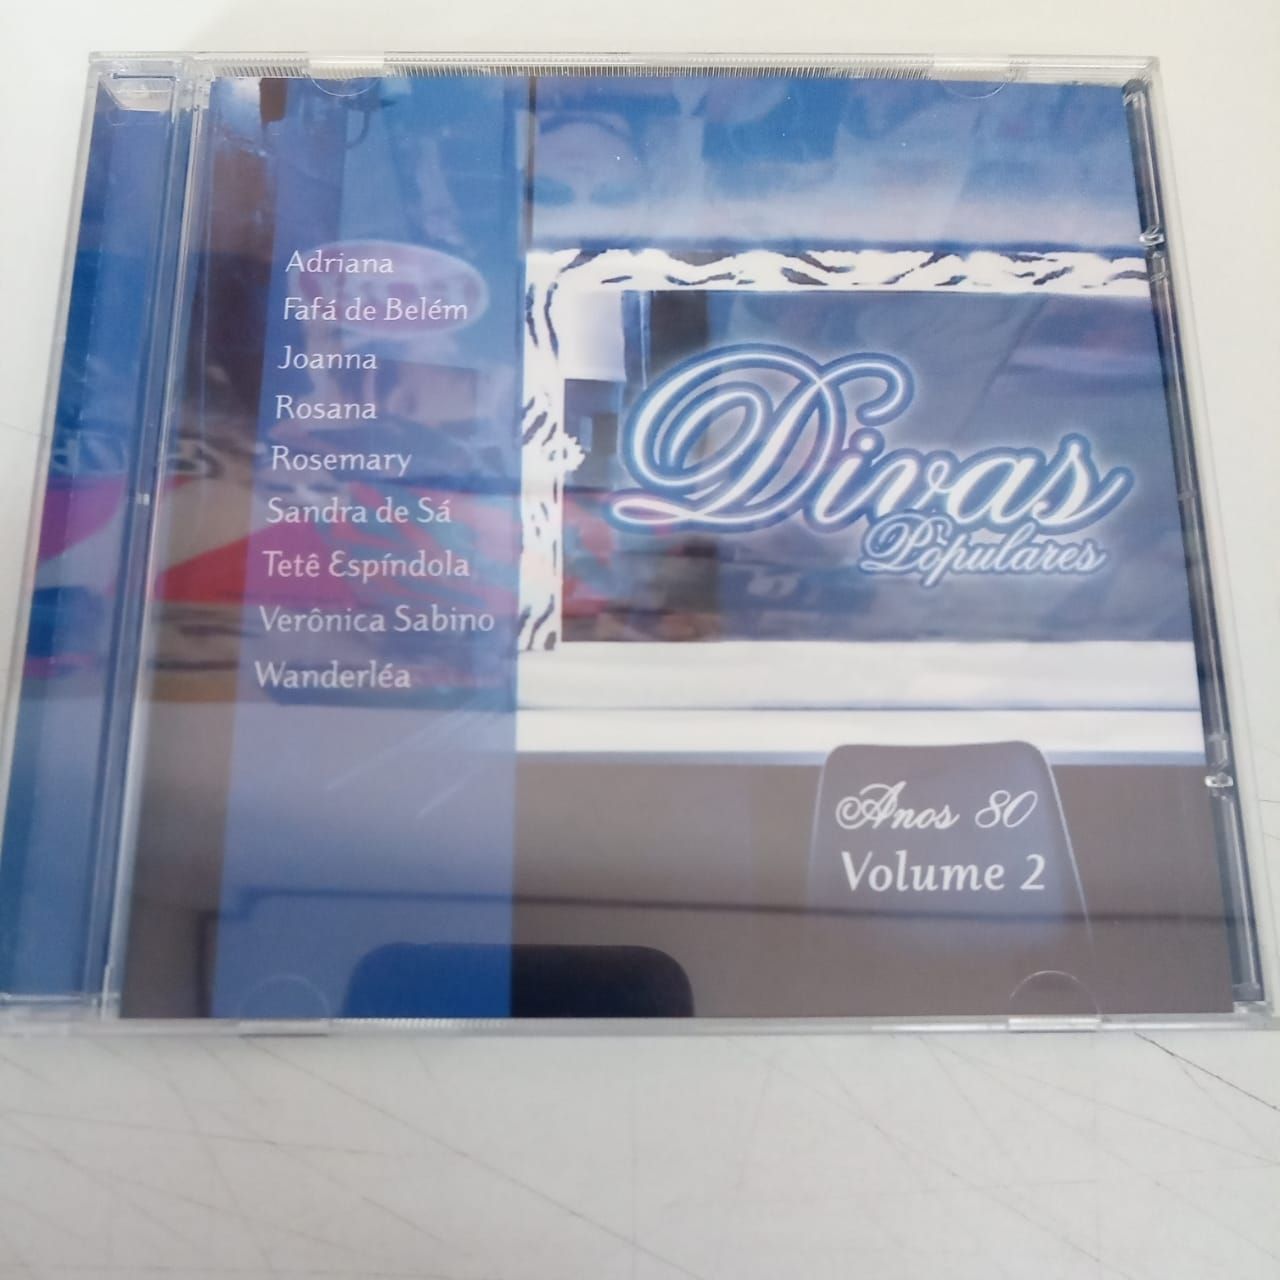 Adriana
Fafá de Belém
Joanna
Rosana
Rosemary
Sandra de Sá
Tetê Espíndola
Verônica Sabino
Wanderléa
Divas
Populares
Anos 80
Volume 2